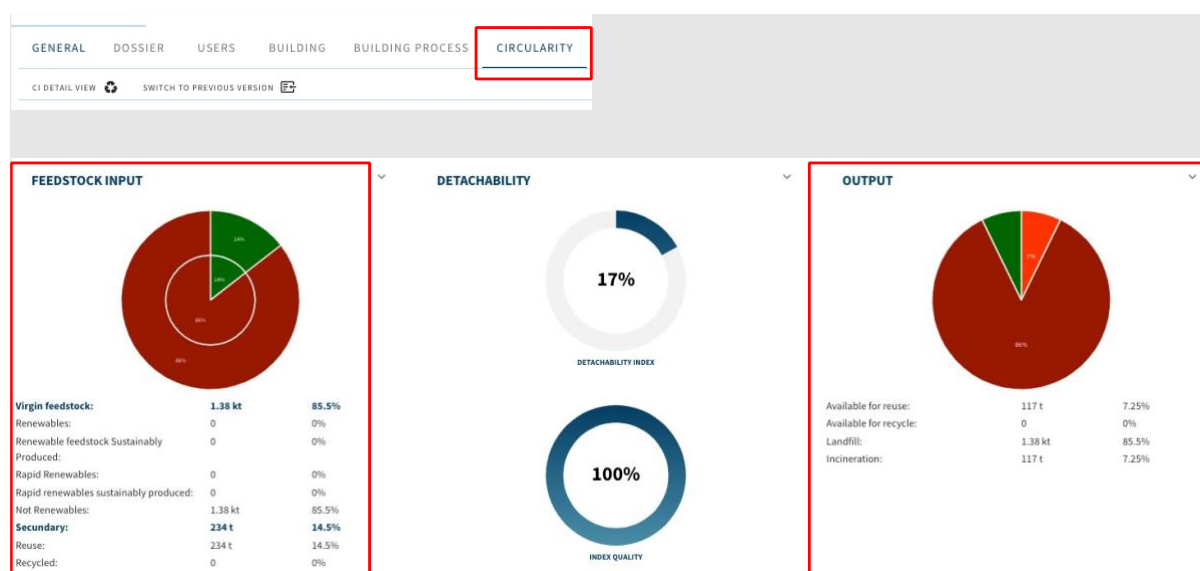 GENERAL DOSSIER USERS BUILDING BUILDING PROCESS CIRCULARITY
CI DETAIL VIEW SWITCH TO PREVIOUS VERSION
FEEDSTOCK INPUT
14%
14%
86%
86%
Virgin feedstock: 1.38 kt 85.5%
Renewables: 0 0%
Renewable feedstock Sustainably 0 0%
Produced:
Rapid Renewables: 0 0%
Rapid renewables sustainably produced: 0 0%
Not Renewables: 1.38 kt 85.5%
Secundary: 234 t 14.5%
Reuse: 234 t 14.5%
Recycled: 0 0%
DETACHABILITY
17%
DETACHABILITY INDEX
100%
INDEX QUALITY
OUTPUT
7%
86%
Available for reuse: 117 t 7.25%
Available for recycle: 0 0%
Landfill: 1.38 kt 85.5%
Incineration: 117 t 7.25%